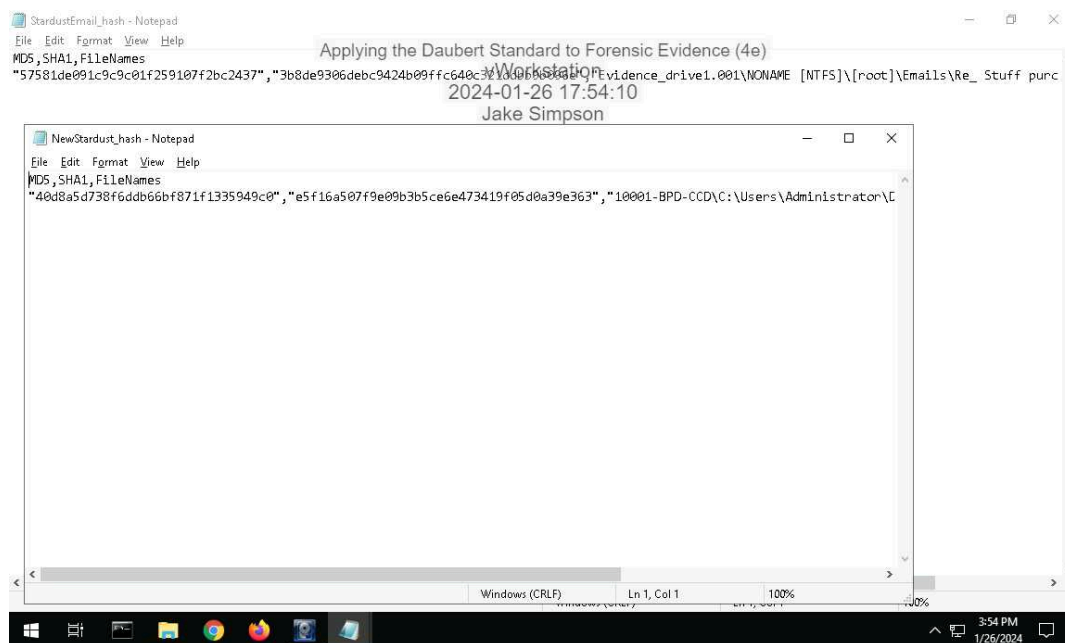 StardustEmail_hash - Notepad
File Edit Format View Help
MD5,SHA1,FileNames
"57581de091c9c9c01f259107f2bc2437","3b8de9306debc9424b09ffc640c Evidence_drive1.001\NONAME [NTFS]\[root]\Emails\Re_ Stuff purc
Applying the Daubert Standard to Forensic Evidence (4e)
vWorkstation
2024-01-26 17:54:10
Jake Simpson
NewStardust_hash - Notepad
File Edit Format View Help
MD5,SHA1,FileNames
"40d8a5d738f6ddb66bf871f1335949c0","e5f16a507f9e09b3b5ce6e473419f05d0a39e363","10001-BPD-CCD\C:\Users\Administrator\D
Windows (CRLF) Ln 1, Col 1 100%
3:54 PM
1/26/2024